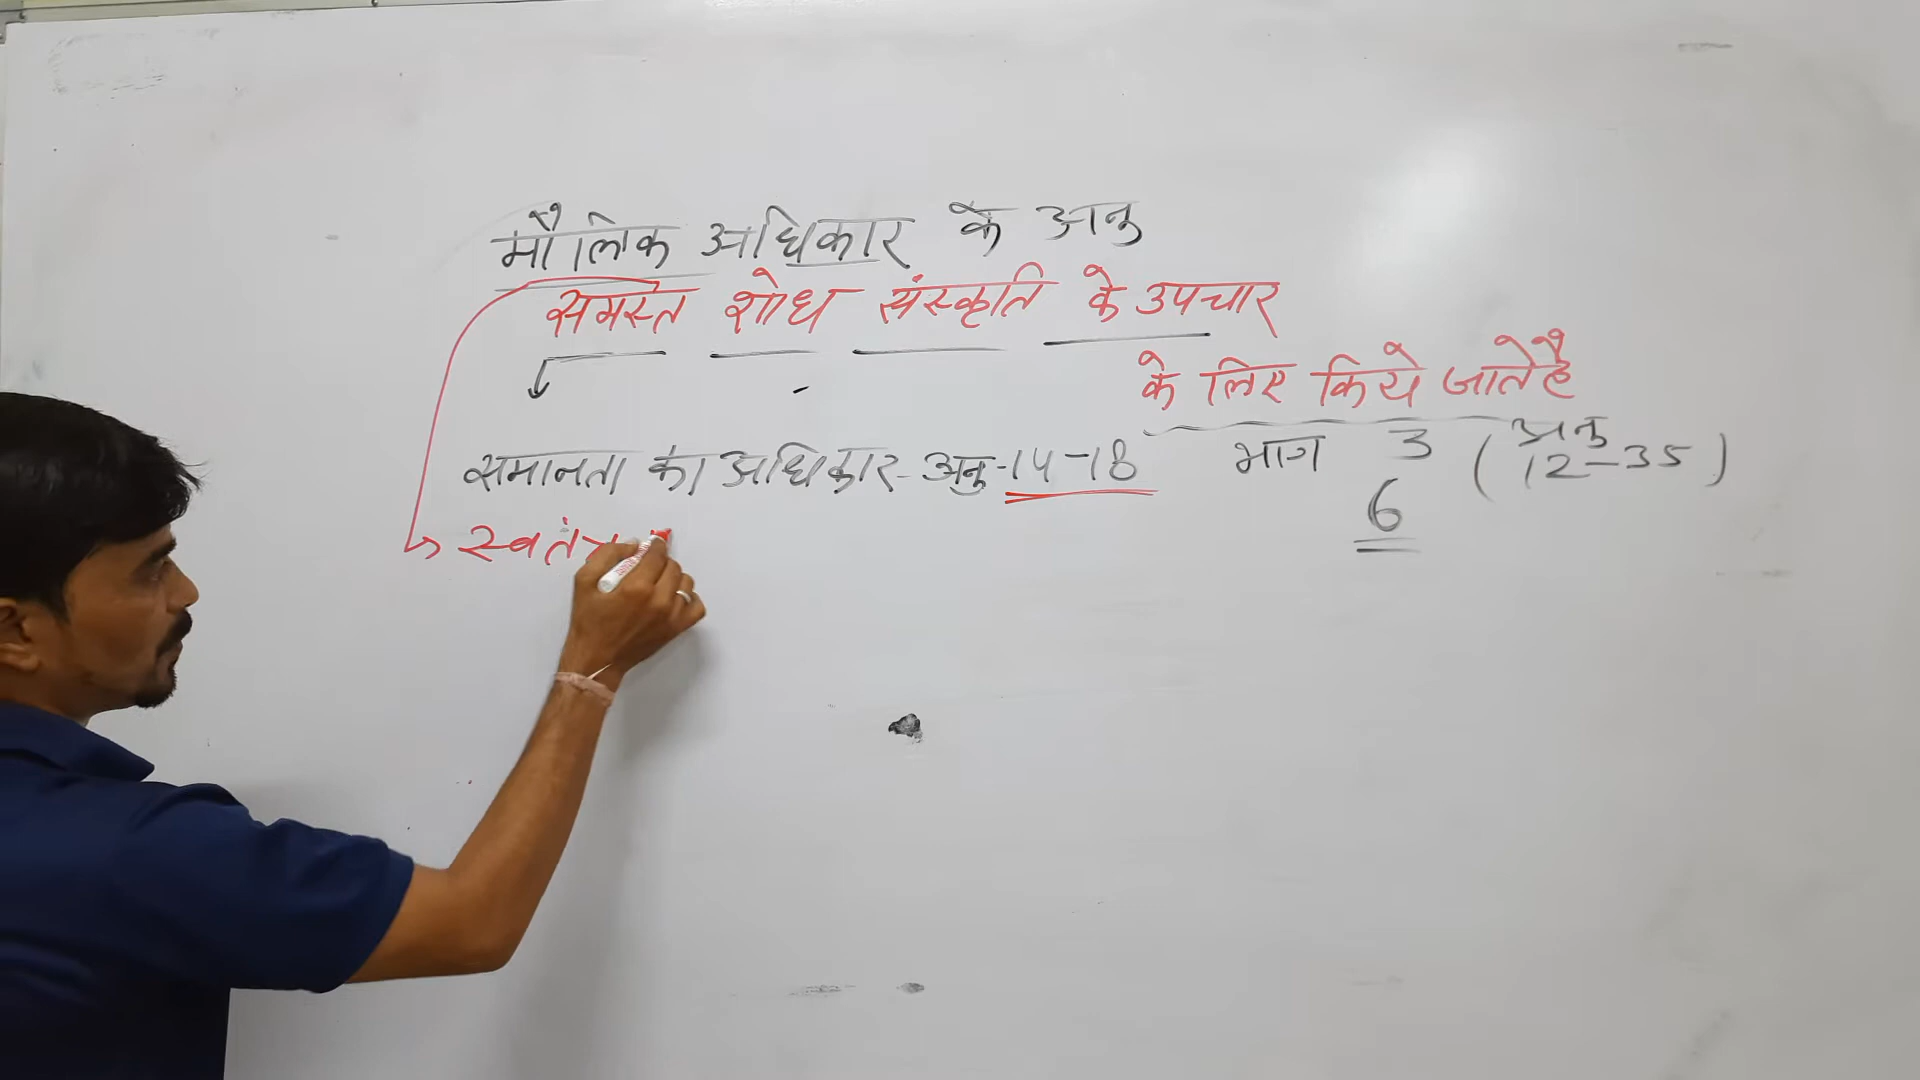 मौलिक अधिकार के अनु
समस्त शोध संस्कृति के उपचार
के लिए किये जाते है
समानता का अधिकार - अनु - 14 - 18
भाग 3 ( अनु 12 - 35 )
6